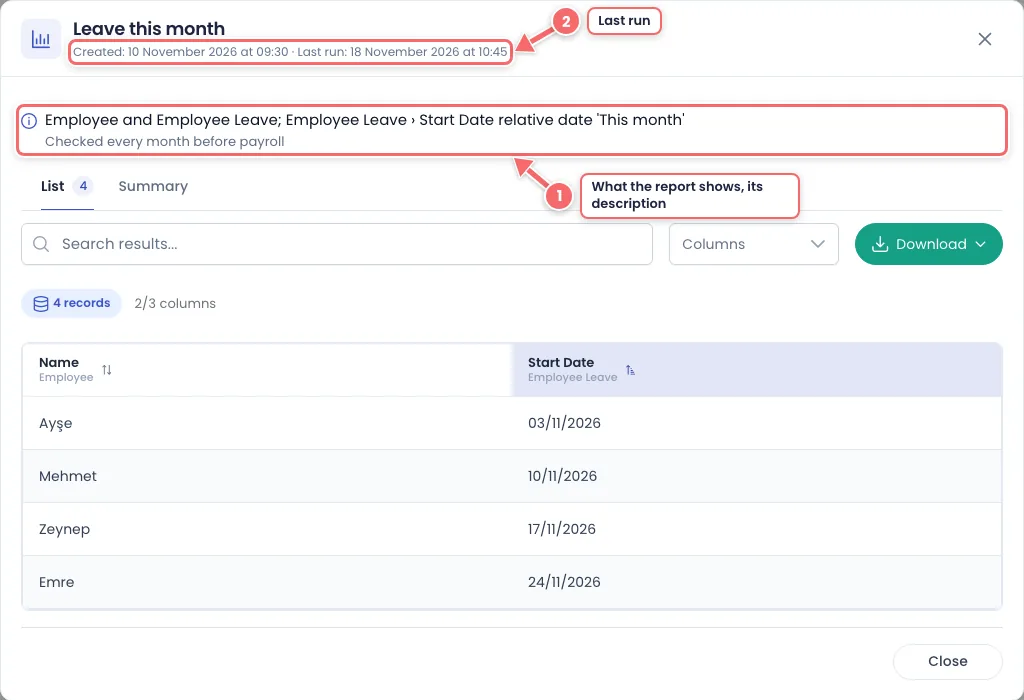 Leave this month
Created: 10 November 2026 at 09:30 · Last run: 18 November 2026 at 10:45
2
Last run
Employee and Employee Leave; Employee Leave › Start Date relative date 'This month'
Checked every month before payroll
List 4
Summary
1
What the report shows, its
description
Search results...
Columns
Download
4 records
2/3 columns
Name
Employee
Start Date
Employee Leave
Ayşe 03/11/2026
Mehmet 10/11/2026
Zeynep 17/11/2026
Emre 24/11/2026
Close